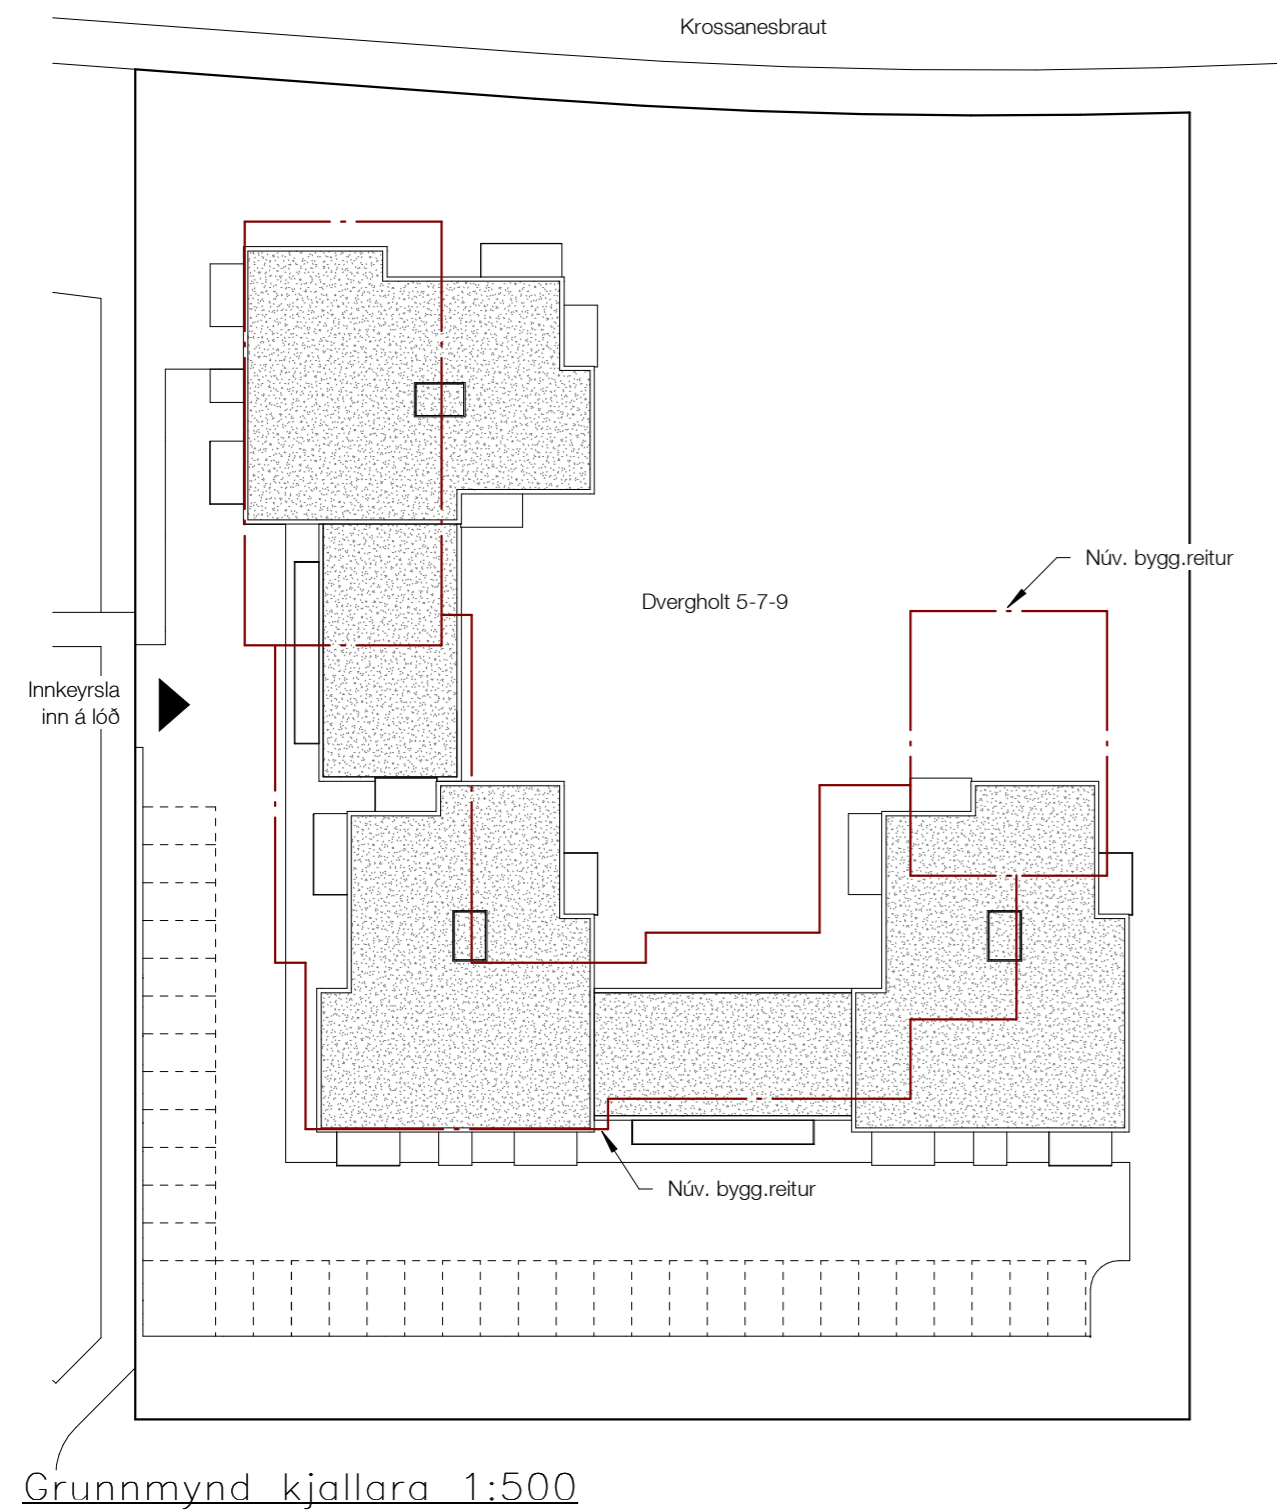 Krossanesbraut
Núv. bygg.reitur
Dvergholt 5-7-9
Innkeyrsla
inn á lóð
Núv. bygg.reitur
Grunnmynd kjallara 1:500